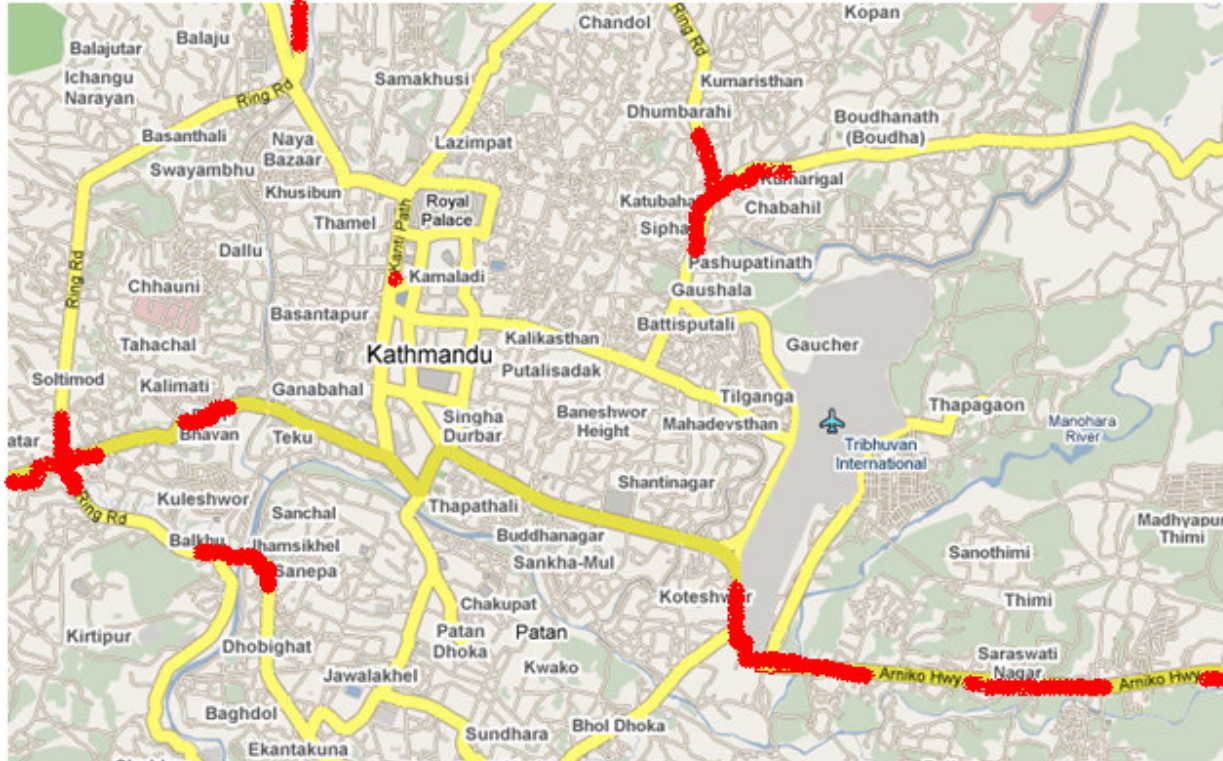 Chandol
Kopan
Balaju
Balajutar
Ring Rd
Ichangu
Narayan
Samakhusi
Kumaristhan
Ring Rd
Dhumbarahi
Boudhanath
(Boudha)
Basanthali
Naya
Bazaar
Lazimpat
Swayambhu
Khusibun
Royal
Palace
Katubaha
Kumarigal
Chabahil
Thamel
Kanti Path
Sipha
Dallu
Pashupatinath
Ring Rd
Chhauni
Kamaladi
Gaushala
Basantapur
Battisputali
Tahachal
Kalikasthan
Gaucher
Kathmandu
Putalisadak
Soltimod
Kalimati
Ganabahal
Tilganga
Thapagaon
Singha
Durbar
Baneshwor
Height
Mahadevsthan
Manohara
River
atar
Bhavan
Teku
Tribhuvan
International
Shantinagar
Kuleshwor
Sanchal
Thapathali
Ring Rd
Madhyapur
Thimi
Balkhu
Jhamsikhel
Buddhanagar
Sankha-Mul
Sanothimi
Sanepa
Koteshwor
Thimi
Chakupat
Kirtipur
Dhobighat
Patan
Dhoka
Patan
Kwako
Saraswati
Nagar
Jawalakhel
Arniko Hwy
Arniko Hwy
Baghdol
Bhol Dhoka
Sundhara
Ekantakuna